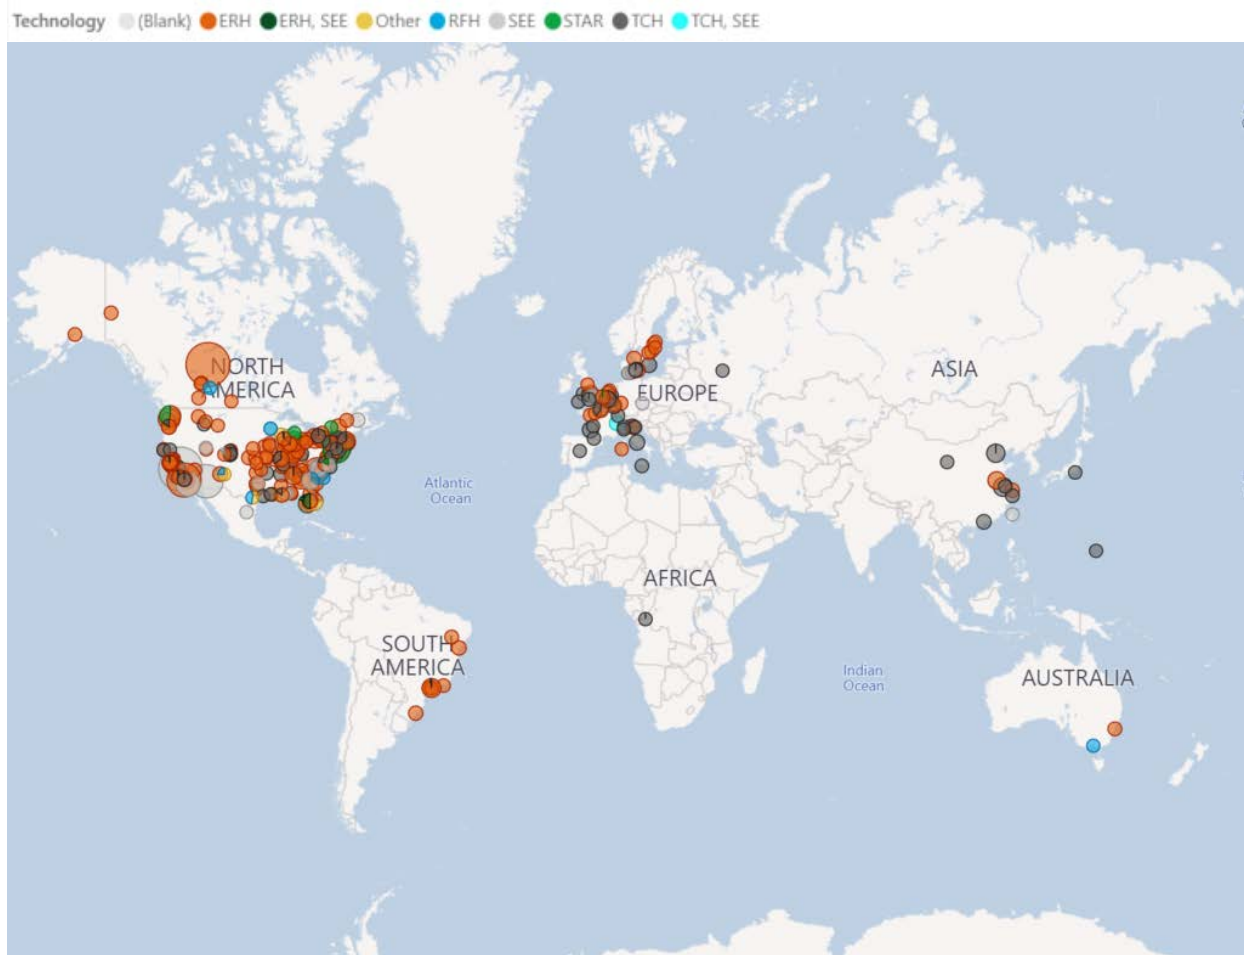 Technology (Blank) ERH ERH, SEE Other RFH SEE STAR TCH TCH, SEE
NORTH
AMERICA
EUROPE
ASIA
Atlantic
Ocean
AFRICA
SOUTH
AMERICA
Indian
Ocean
AUSTRALIA